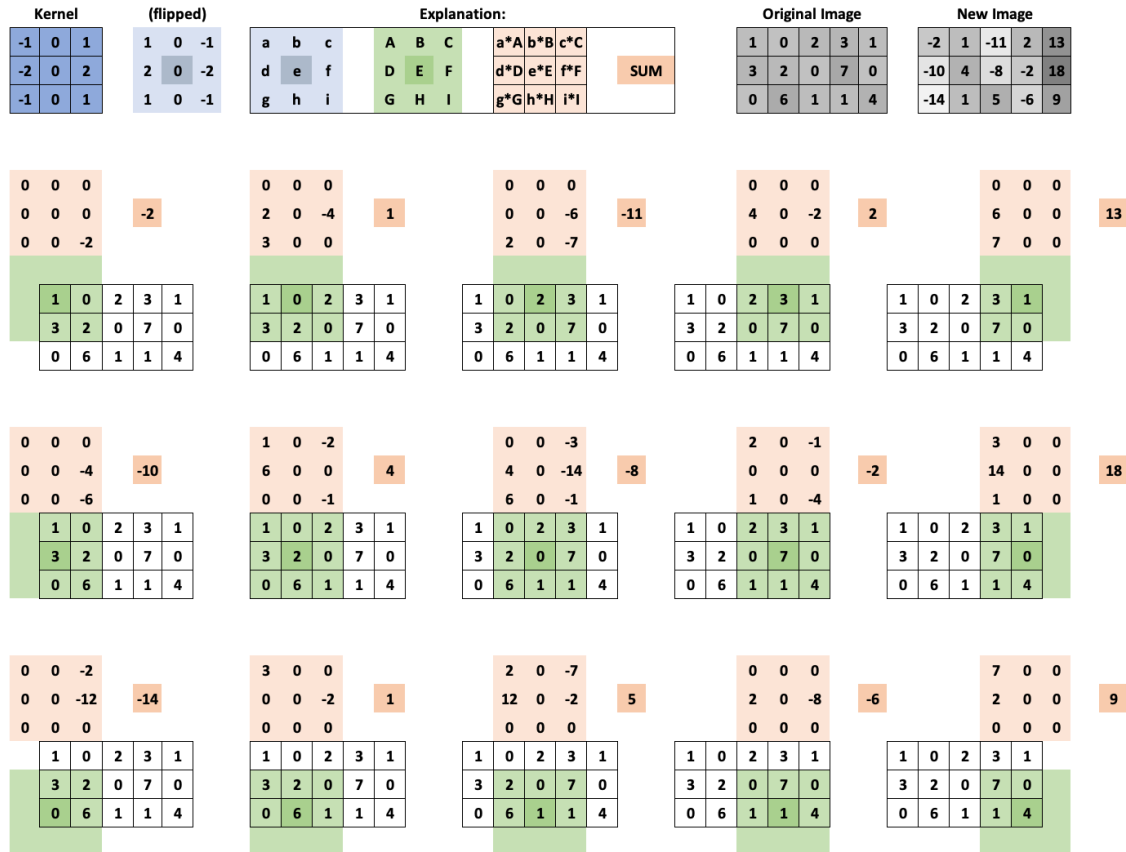 Kernel (flipped) Explanation: Original Image New Image
-1 0 1 1 0 -1 a b c A B C a*A b*B c*C 1 0 2 3 1 -2 1 -11 2 13
-2 0 2 2 0 -2 d e f D E F d*D e*E f*F SUM 3 2 0 7 0 -10 4 -8 -2 18
-1 0 1 1 0 -1 g h i G H I g*G h*H i*I 0 6 1 1 4 -14 1 5 -6 9
0 0 0 0 0 0 0 0 0 0 0 0 0 0 0
0 0 0 -2 2 0 -4 1 0 0 -6 -11 4 0 -2 2 6 0 0 13
0 0 -2 3 0 0 2 0 -7 0 0 0 7 0 0
1 0 2 3 1 1 0 2 3 1 1 0 2 3 1 1 0 2 3 1 1 0 2 3 1
3 2 0 7 0 3 2 0 7 0 3 2 0 7 0 3 2 0 7 0 3 2 0 7 0
0 6 1 1 4 0 6 1 1 4 0 6 1 1 4 0 6 1 1 4 0 6 1 1 4
0 0 0 1 0 -2 0 0 -3 2 0 -1 3 0 0
0 0 -4 -10 6 0 0 4 4 0 -14 -8 0 0 0 -2 14 0 0 18
0 0 -6 0 0 -1 6 0 -1 1 0 -4 1 0 0
1 0 2 3 1 1 0 2 3 1 1 0 2 3 1 1 0 2 3 1 1 0 2 3 1
3 2 0 7 0 3 2 0 7 0 3 2 0 7 0 3 2 0 7 0 3 2 0 7 0
0 6 1 1 4 0 6 1 1 4 0 6 1 1 4 0 6 1 1 4 0 6 1 1 4
0 0 -2 3 0 0 2 0 -7 0 0 0 7 0 0
0 0 -12 -14 0 0 -2 1 12 0 -2 5 2 0 -8 -6 2 0 0 9
0 0 0 0 0 0 0 0 0 0 0 0 0 0 0
1 0 2 3 1 1 0 2 3 1 1 0 2 3 1 1 0 2 3 1 1 0 2 3 1
3 2 0 7 0 3 2 0 7 0 3 2 0 7 0 3 2 0 7 0 3 2 0 7 0
0 6 1 1 4 0 6 1 1 4 0 6 1 1 4 0 6 1 1 4 0 6 1 1 4